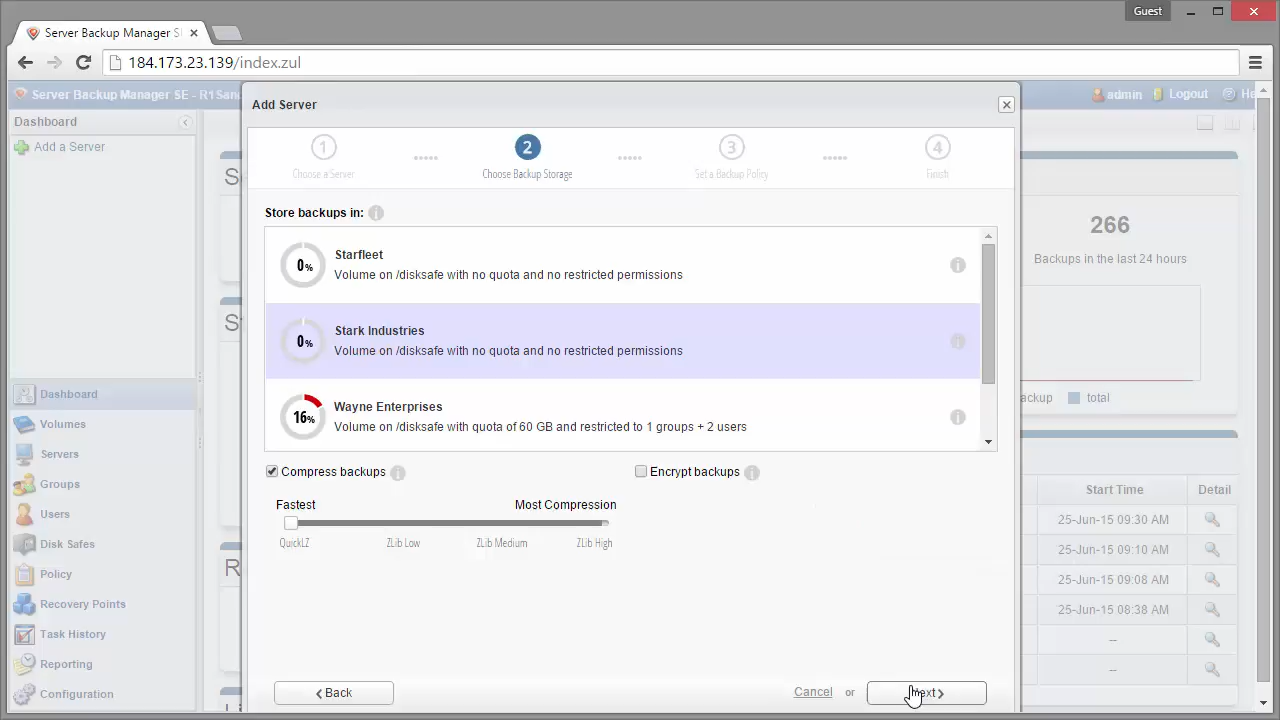 Guest
Server Backup Manager S
184.173.23.139/index.zul
Server Backup Manager SE - R1San
admin
Logout
He
Dashboard
Add a Server
Dashboard
Volumes
Servers
Groups
Users
Disk Safes
Policy
Recovery Points
Task History
Reporting
Configuration
Add Server
1
2
3
4
Choose a Server
Choose Backup Storage
Set a Backup Policy
Finish
Store backups in:
0%
Starfleet
Volume on /disksafe with no quota and no restricted permissions
0%
Stark Industries
Volume on /disksafe with no quota and no restricted permissions
16%
Wayne Enterprises
Volume on /disksafe with quota of 60 GB and restricted to 1 groups + 2 users
Compress backups
Encrypt backups
Fastest
Most Compression
QuickLZ
ZLib Low
ZLib Medium
ZLib High
Back
Cancel
or
266
Backups in the last 24 hours
total
Start Time
Detail
25-Jun-15 09:30 AM
25-Jun-15 09:10 AM
25-Jun-15 09:08 AM
25-Jun-15 08:38 AM
--
--